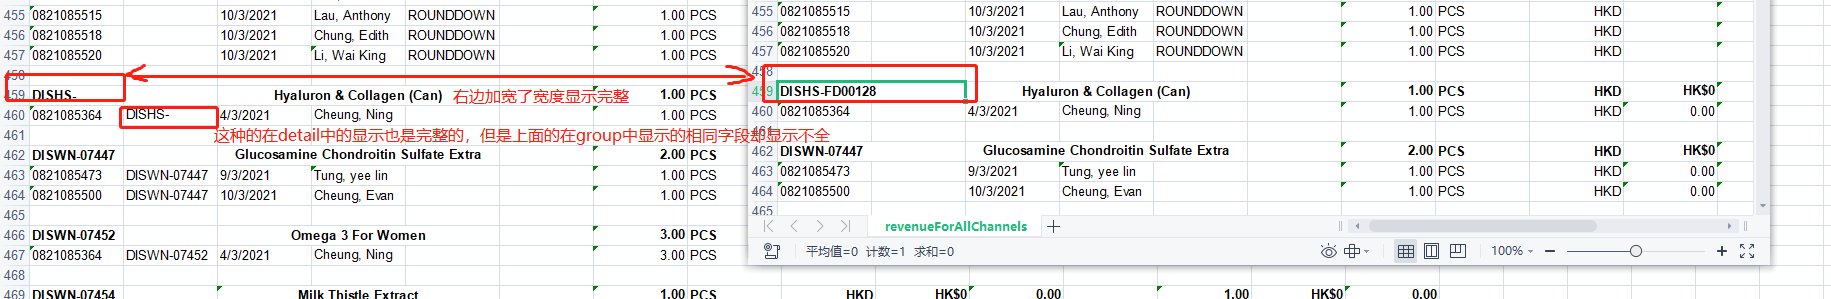 455 0821085515 10/3/2021 Lau, Anthony ROUNDDOWN 1.00 PCS
456 0821085518 10/3/2021 Chung, Edith ROUNDDOWN 1.00 PCS
457 0821085520 10/3/2021 Li, Wai King ROUNDDOWN 1.00 PCS
458
459 DISHS- Hyaluron & Collagen (Can) 1.00 PCS
右边加宽了宽度显示完整
460 0821085364 DISHS- 4/3/2021 Cheung, Ning 1.00 PCS
461
这种的在detail中的显示也是完整的，但是上面的在group中显示的相同字段却显示不全
462 DISWN-07447 Glucosamine Chondroitin Sulfate Extra 2.00 PCS
463 0821085473 DISWN-07447 9/3/2021 Tung, yee lin 1.00 PCS
464 0821085500 DISWN-07447 10/3/2021 Cheung, Evan 1.00 PCS
465
466 DISWN-07452 Omega 3 For Women 3.00 PCS
467 0821085364 DISWN-07452 4/3/2021 Cheung, Ning 3.00 PCS
468
469 DISWN-07454 Milk Thistle Extract 1.00 PCS HKD HK$0 0.00 1.00 HK$0 0.00
455 0821085515 10/3/2021 Lau, Anthony ROUNDDOWN 1.00 PCS HKD
456 0821085518 10/3/2021 Chung, Edith ROUNDDOWN 1.00 PCS HKD
457 0821085520 10/3/2021 Li, Wai King ROUNDDOWN 1.00 PCS HKD
458
459 DISHS-FD00128 Hyaluron & Collagen (Can) 1.00 PCS HKD HK$0
460 0821085364 4/3/2021 Cheung, Ning 1.00 PCS HKD 0.00
461
462 DISWN-07447 Glucosamine Chondroitin Sulfate Extra 2.00 PCS HKD HK$0
463 0821085473 9/3/2021 Tung, yee lin 1.00 PCS HKD 0.00
464 0821085500 10/3/2021 Cheung, Evan 1.00 PCS HKD 0.00
465
revenueForAllChannels
平均值=0 计数=1 求和=0 100%